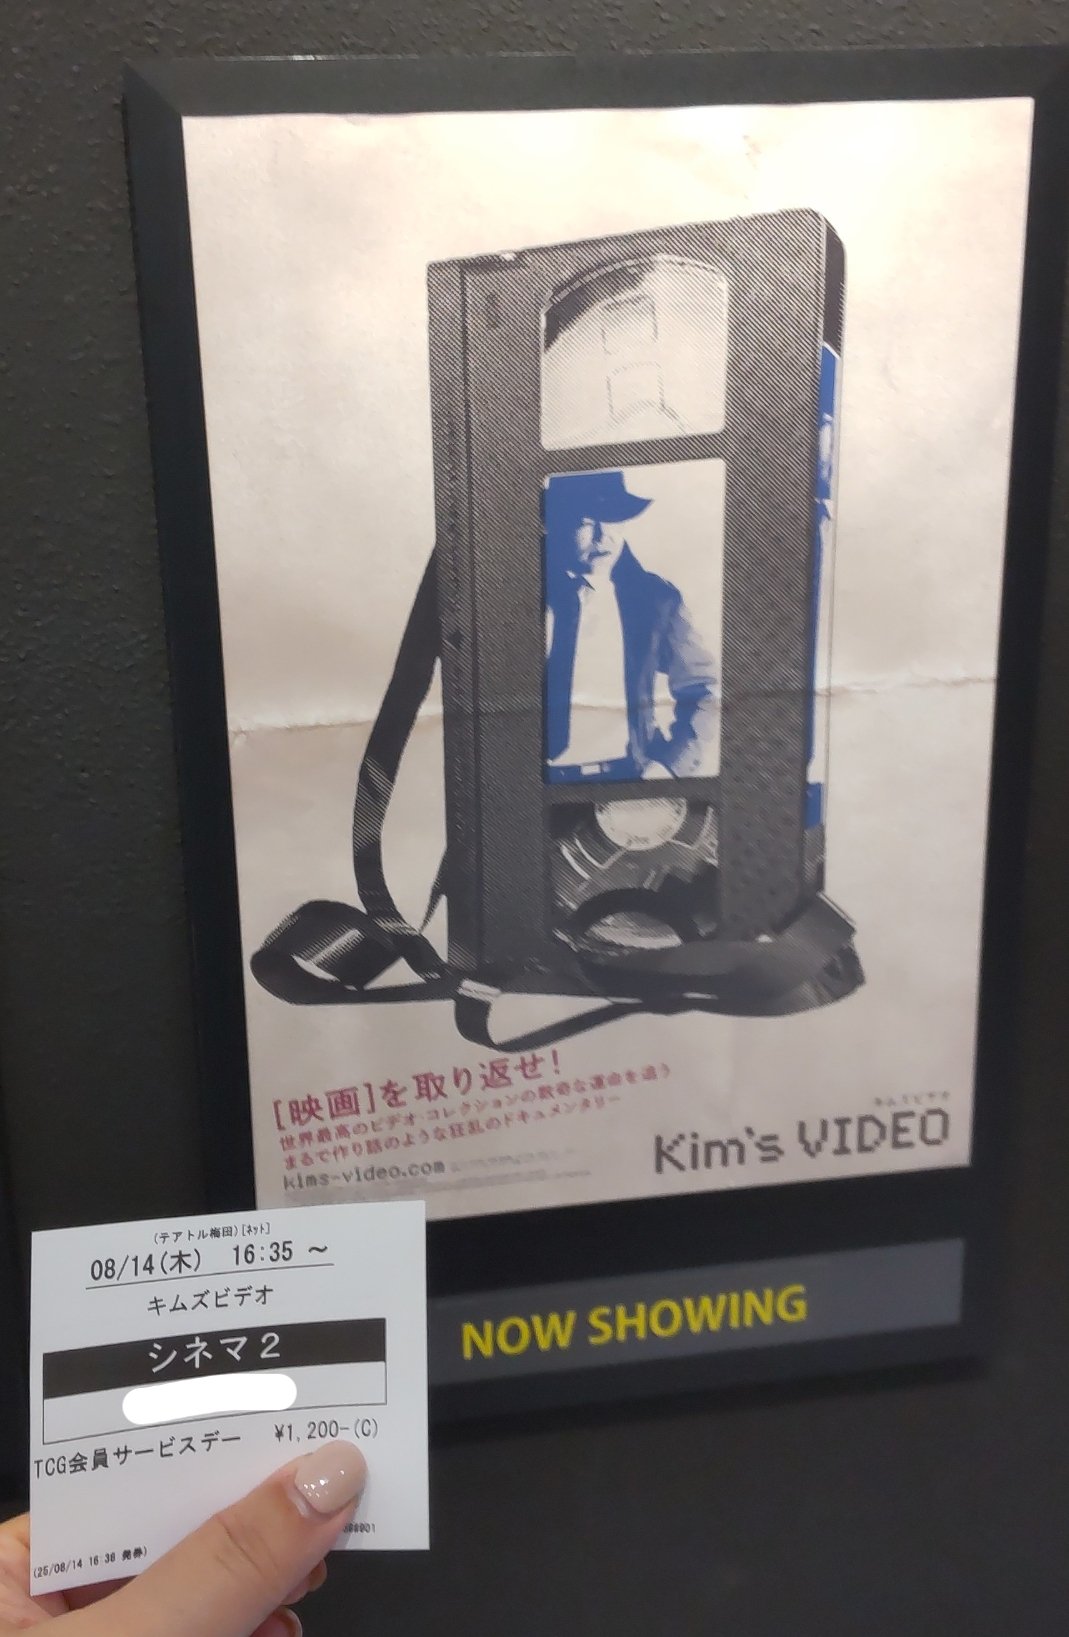 [映画]を取り返せ!
世界最高のビデオ・コレクションの数奇な運命を追う
まるで作り話のような狂乱のドキュメンタリー
kims-video.com
キムズビデオ
Kim's VIDEO
NOW SHOWING
(テアトル梅田)[ネット]
08/14(木) 16:35 ～
キムズビデオ
シネマ2
TCG会員サービスデー ¥1,200-(C)
(25/08/14 16:38 発券)